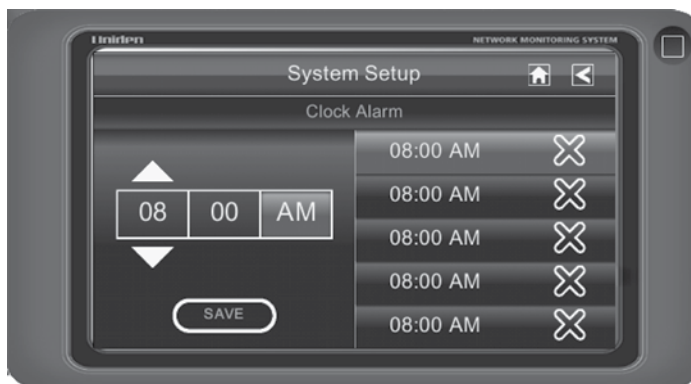 Uniden NETWORK MONITORING SYSTEM
System Setup
Clock Alarm
08 00 AM
SAVE
08:00 AM
08:00 AM
08:00 AM
08:00 AM
08:00 AM